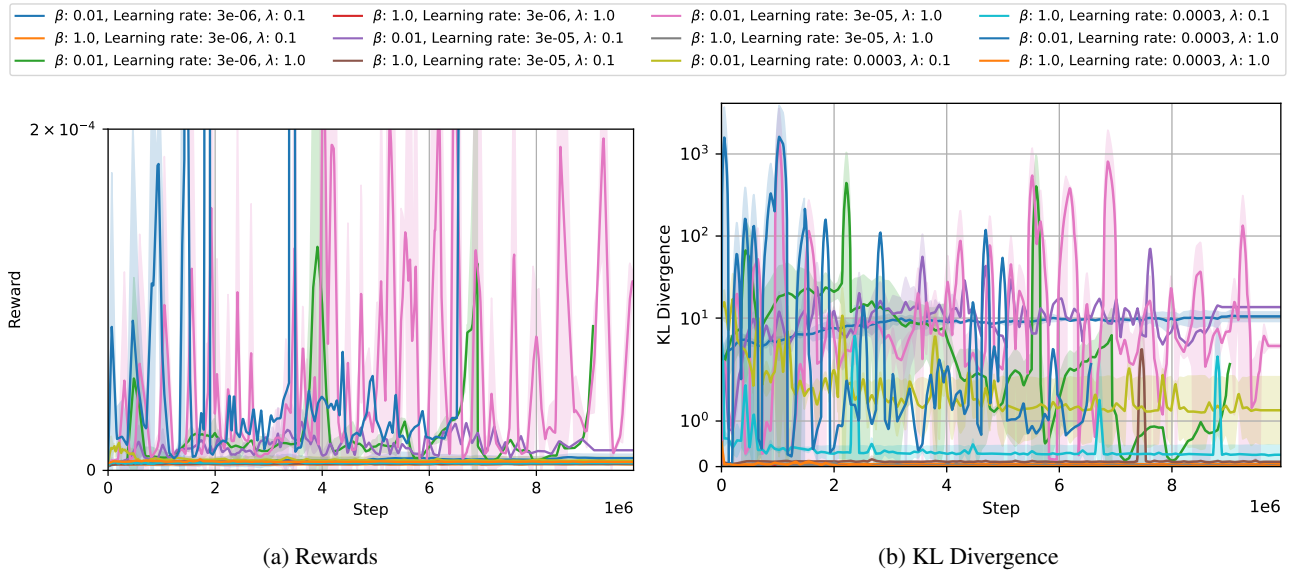 β: 0.01, Learning rate: 3e-06, λ: 0.1
β: 1.0, Learning rate: 3e-06, λ: 0.1
β: 0.01, Learning rate: 3e-06, λ: 1.0
β: 1.0, Learning rate: 3e-06, λ: 1.0
β: 0.01, Learning rate: 3e-05, λ: 0.1
β: 1.0, Learning rate: 3e-05, λ: 0.1
β: 0.01, Learning rate: 3e-05, λ: 1.0
β: 1.0, Learning rate: 3e-05, λ: 1.0
β: 0.01, Learning rate: 0.0003, λ: 0.1
β: 1.0, Learning rate: 0.0003, λ: 0.1
β: 0.01, Learning rate: 0.0003, λ: 1.0
β: 1.0, Learning rate: 0.0003, λ: 1.0
2 × 10⁻⁴
0
Reward
0 2 4 6 8
Step
1e6
(a) Rewards
10³
10²
10¹
10⁰
0
KL Divergence
0 2 4 6 8
Step
1e6
(b) KL Divergence